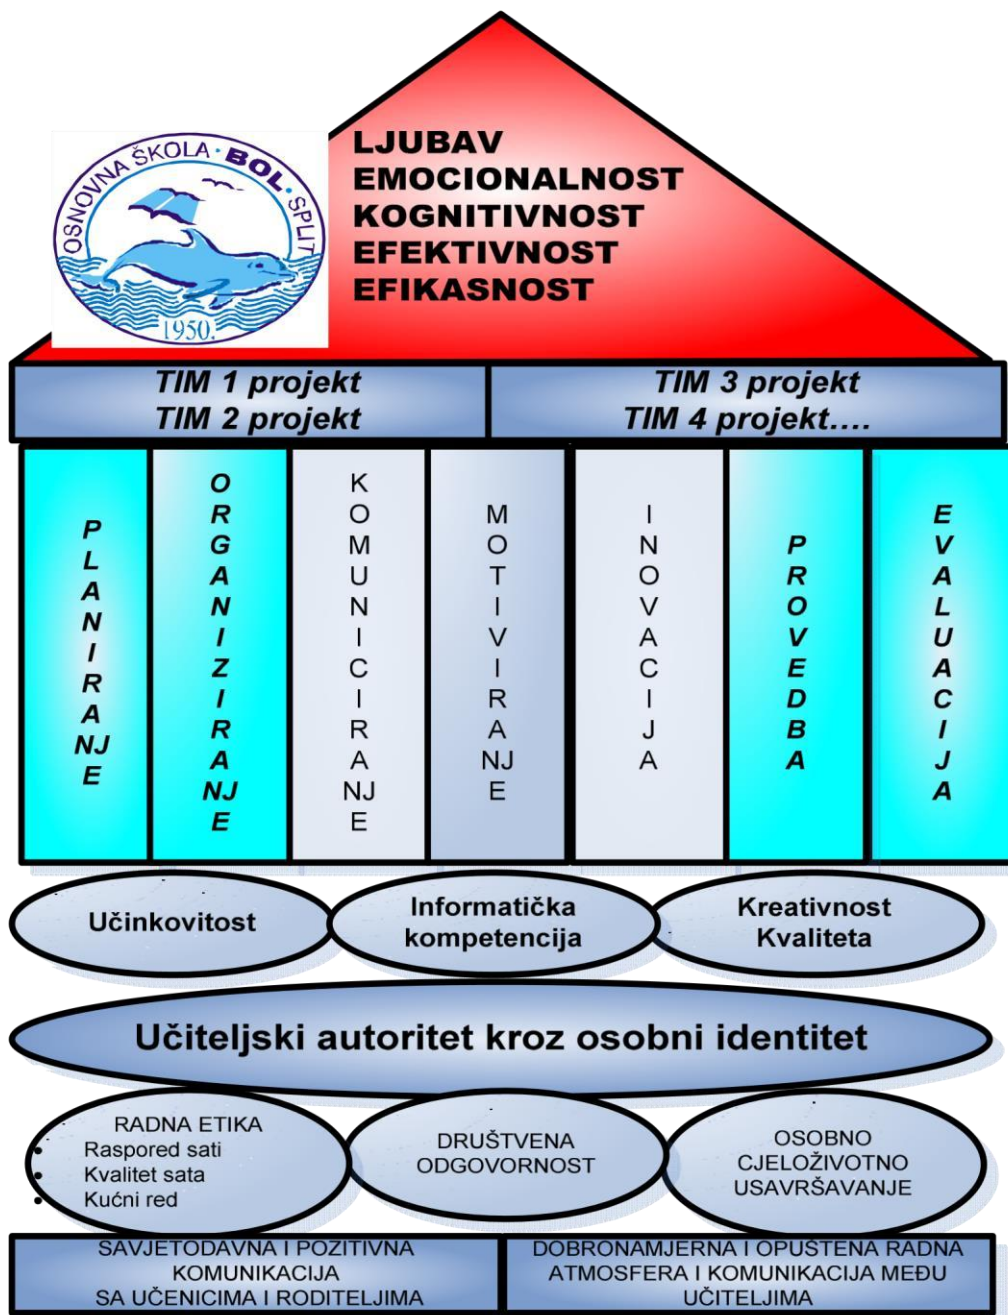 OSNOVNA ŠKOLA · BOL · SPLIT
1950.
LJUBAV
EMOCIONALNOST
KOGNITIVNOST
EFEKTIVNOST
EFIKASNOST
TIM 1 projekt
TIM 2 projekt
TIM 3 projekt
TIM 4 projekt....
PLANIRANJE
ORGANIZIRANJE
KOMUNICIRANJE
MOTIVIRANJE
INOVACIJA
PROVEDBA
EVALUACIJA
Učinkovitost
Informatička
kompetencija
Kreativnost
Kvaliteta
Učiteljski autoritet kroz osobni identitet
RADNA ETIKA
• Raspored sati
• Kvalitet sata
• Kućni red
DRUŠTVENA
ODGOVORNOST
OSOBNO
CJELOŽIVOTNO
USAVRŠAVANJE
SAVJETODAVNA I POZITIVNA
KOMUNIKACIJA
SA UČENICIMA I RODITELJIMA
DOBRONAMJERNA I OPUŠTENA RADNA
ATMOSFERA I KOMUNIKACIJA MEĐU
UČITELJIMA